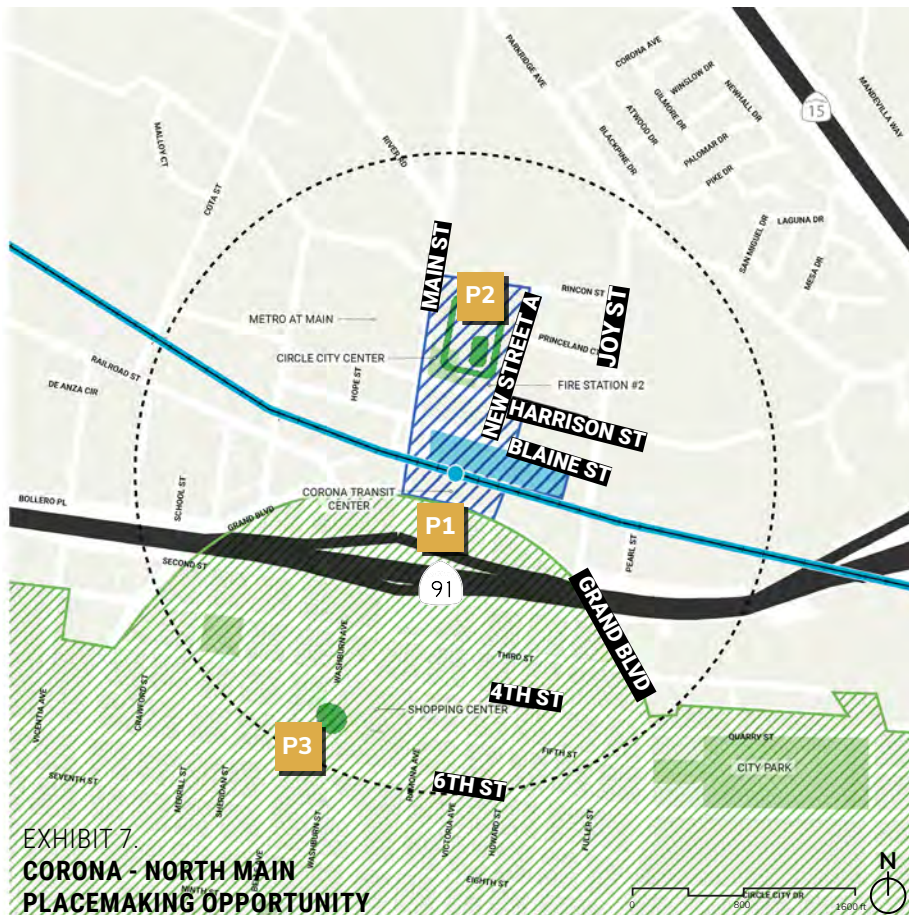 CORONA AVE
PARKRIDGE AVE
WINSLOW DR
NEWHALL DR
GILMORE DR
ATWOOD DR
BLACKPINE DR
PALOMAR DR
PIKE DR
15
MANDEVILLA WAY
MALLOY CT
RIVER RD
COTA ST
LAGUNA DR
SAN MIGUEL DR
MESA DR
MAIN ST
P2
RINCON ST
JOY ST
NEW STREET A
METRO AT MAIN
PRINCELAND CT
CIRCLE CITY CENTER
RAILROAD ST
DE ANZA CIR
HOPE ST
FIRE STATION #2
HARRISON ST
BLAINE ST
CORONA TRANSIT
CENTER
SCHOOL ST
BOLLERO PL
GRAND BLVD
P1
PEARL ST
SECOND ST
91
GRAND BLVD
WASHBURN AVE
THIRD ST
4TH ST
SHOPPING CENTER
VICENTIA AVE
CRAWFORD ST
P3
FIFTH ST
QUARRY ST
CITY PARK
SEVENTH ST
MERRILL ST
SHERIDAN ST
RAMONA AVE
6TH ST
WASHBURN ST
VICTORIA AVE
HOWARD ST
FULLER ST
EXHIBIT 7.
CORONA - NORTH MAIN
PLACEMAKING OPPORTUNITY
NINTH ST
EIGHTH ST
CIRCLE CITY DR
0 800 1600 ft
N